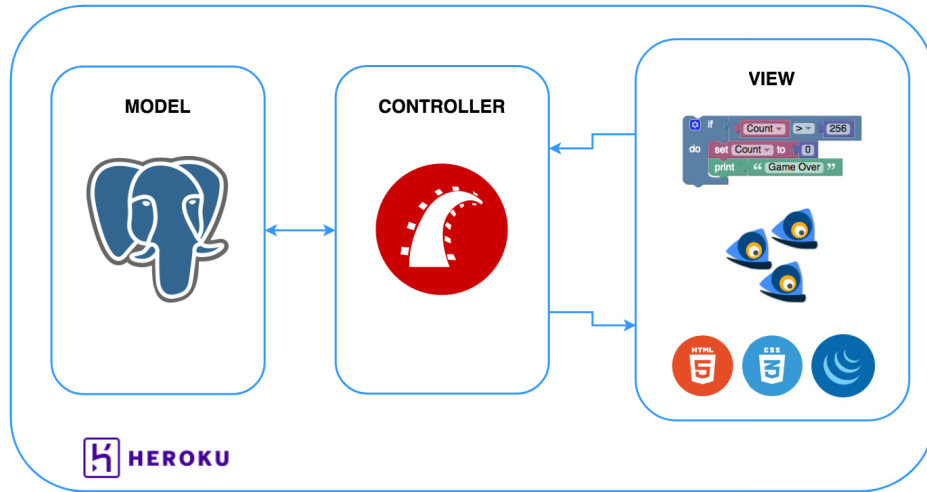 MODEL
CONTROLLER
VIEW
if Count > 256
do set Count to 0
print “ Game Over ”
HTML
5
CSS
3
HEROKU